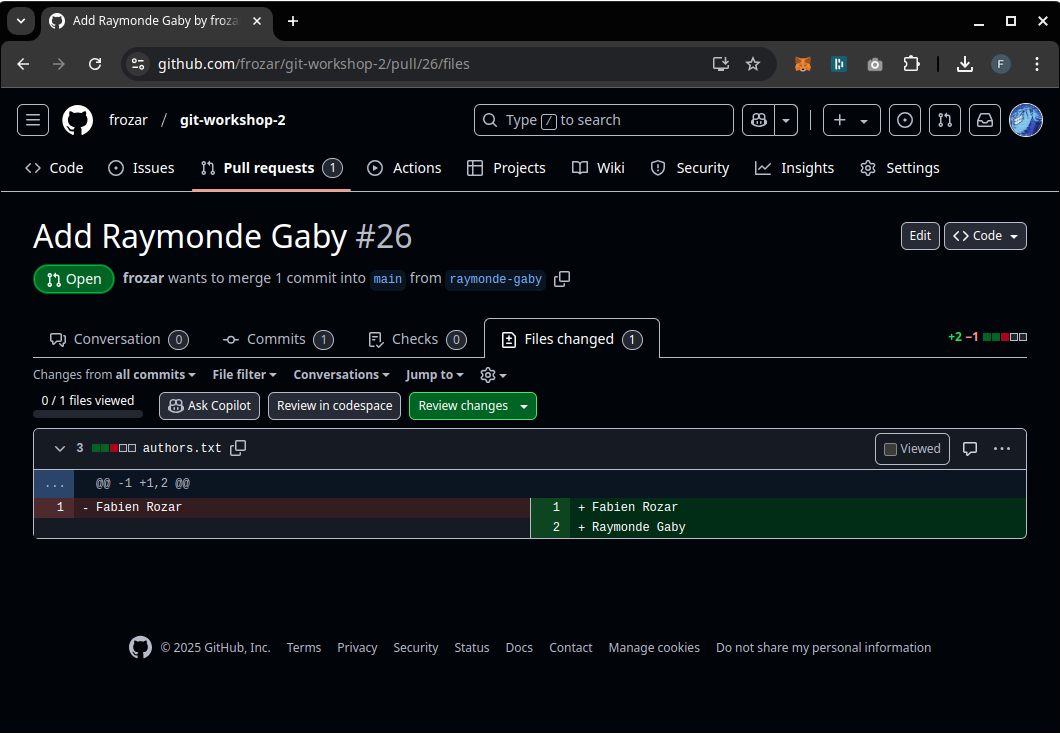 Add Raymonde Gaby by froza
github.com/frozar/git-workshop-2/pull/26/files
F
frozar / git-workshop-2
Type / to search
Code
Issues
Pull requests 1
Actions
Projects
Wiki
Security
Insights
Settings
Add Raymonde Gaby #26
Edit
<> Code
Open
frozar wants to merge 1 commit into main from raymonde-gaby
Conversation 0
Commits 1
Checks 0
Files changed 1
+2 −1
Changes from all commits
File filter
Conversations
Jump to
0 / 1 files viewed
Ask Copilot
Review in codespace
Review changes
3 authors.txt
Viewed
...
@@ -1 +1,2 @@
1 - Fabien Rozar
1 + Fabien Rozar
2 + Raymonde Gaby
© 2025 GitHub, Inc. Terms Privacy Security Status Docs Contact Manage cookies Do not share my personal information